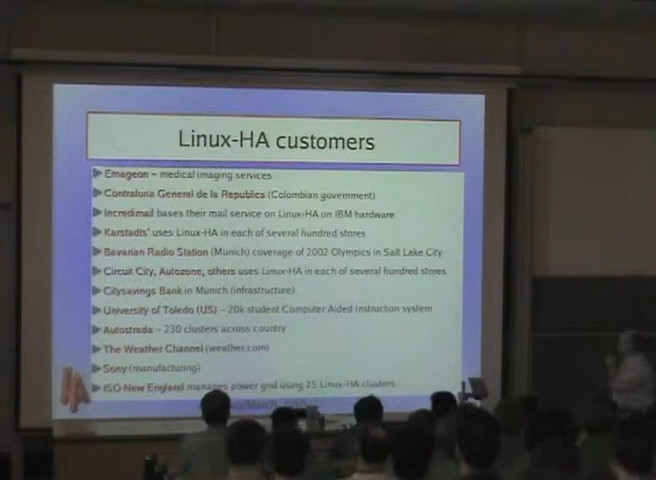 Linux-HA customers
Emageon – medical imaging services
Contraloria General de la Republica (Colombian government)
Incredimail bases their mail service on Linux-HA on IBM hardware
Karstadts' uses Linux-HA in each of several hundred stores
Bavarian Radio Station (Munich) coverage of 2002 Olympics in Salt Lake City
Circuit City, Autozone, others uses Linux-HA in each of several hundred stores
Citysavings Bank in Munich (infrastructure)
University of Toledo (US) – 20k student Computer Aided Instruction system
Autostrada – 230 clusters across country
The Weather Channel (weather.com)
Sony (manufacturing)
ISO New England manages power grid using 25 Linux-HA clusters
HA